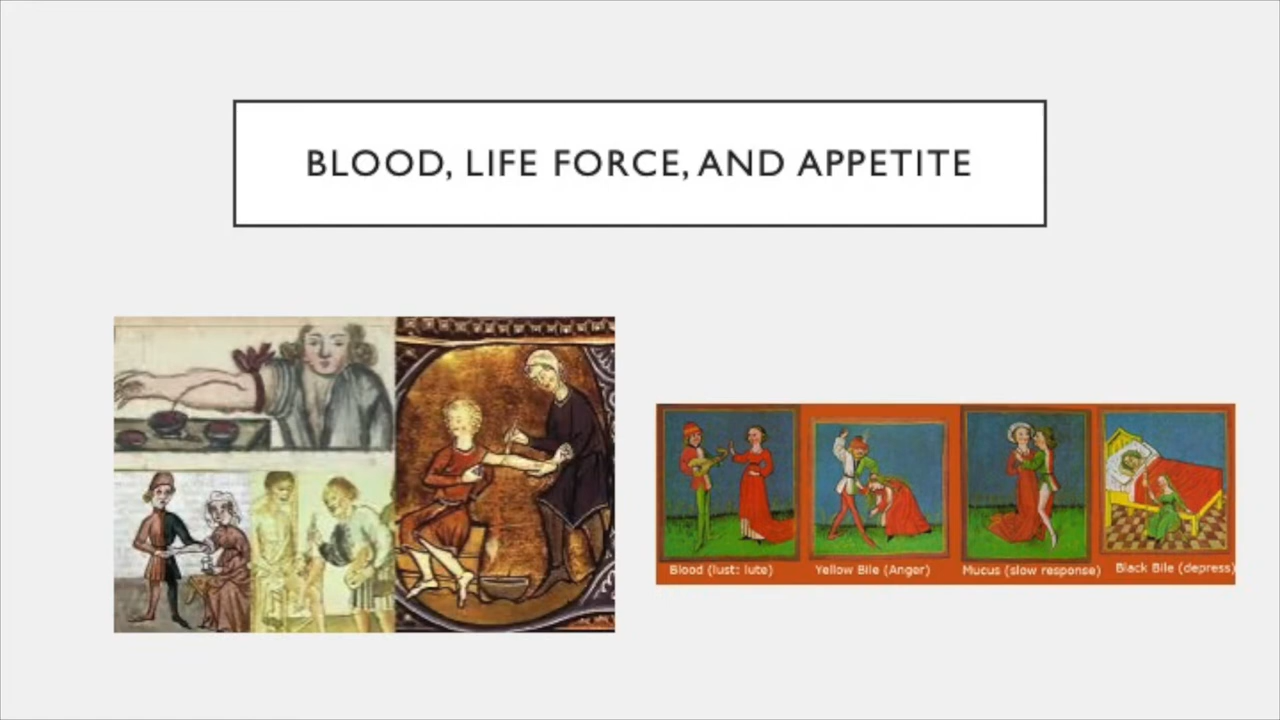 BLOOD, LIFE FORCE, AND APPETITE
Blood (lust: lute)
Yellow Bile (Anger)
Mucus (slow response)
Black Bile (depress)